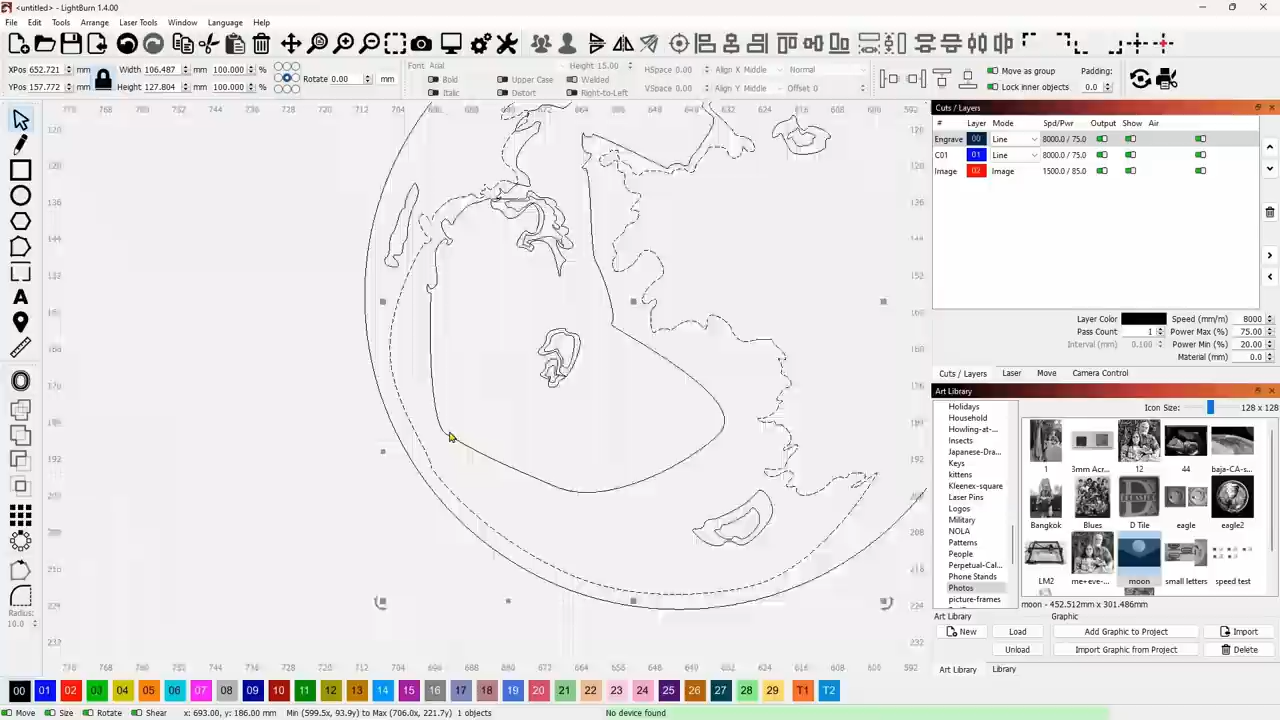 <untitled> - LightBurn 1.4.00
File Edit Tools Arrange Laser Tools Window Language Help
XPos 652.721 mm Width 106.487 mm 100.000 %
YPos 157.772 mm Height 127.804 mm 100.000 %
Rotate 0.00 mm
Font Arial Height 15.00
Bold Upper Case Welded
Italic Distort Right-to-Left
HSpace 0.00 Align X Middle Normal
VSpace 0.00 Align Y Middle Offset 0
Move as group Padding:
Lock inner objects 0.0
Cuts / Layers
# Layer Mode Spd/Pwr Output Show Air
Engrave 00 Line 8000.0 / 75.0
C01 01 Line 8000.0 / 75.0
Image 02 Image 1500.0 / 85.0
Layer Color Speed (mm/m) 8000
Pass Count 1 Power Max (%) 75.00
Interval (mm) 0.100 Power Min (%) 20.00
Material (mm) 0.0
Cuts / Layers Laser Move Camera Control
Art Library
Icon Size: 128 x 128
Holidays
Household
Howling-at-...
Insects
Japanese-Dra...
Keys
kittens
Kleenex-square
Laser Pins
Logos
Military
NOLA
Patterns
People
Perpetual-Cal...
Phone Stands
Photos
picture-frames
1 3mm Acr... 12 44 baja-CA-s...
Bangkok Blues D Tile eagle eagle2
LM2 me+eve-... moon small letters speed test
moon - 452.512mm x 301.486mm
Art Library Graphic
New Load Add Graphic to Project Import
Unload Import Graphic from Project Delete
Art Library Library
Radius:
10.0
00 01 02 03 04 05 06 07 08 09 10 11 12 13 14 15 16 17 18 19 20 21 22 23 24 25 26 27 28 29 T1 T2
Move Size Rotate Shear x: 693.00, y: 186.00 mm Min (599.5x, 93.9y) to Max (706.0x, 221.7y) 1 objects No device found